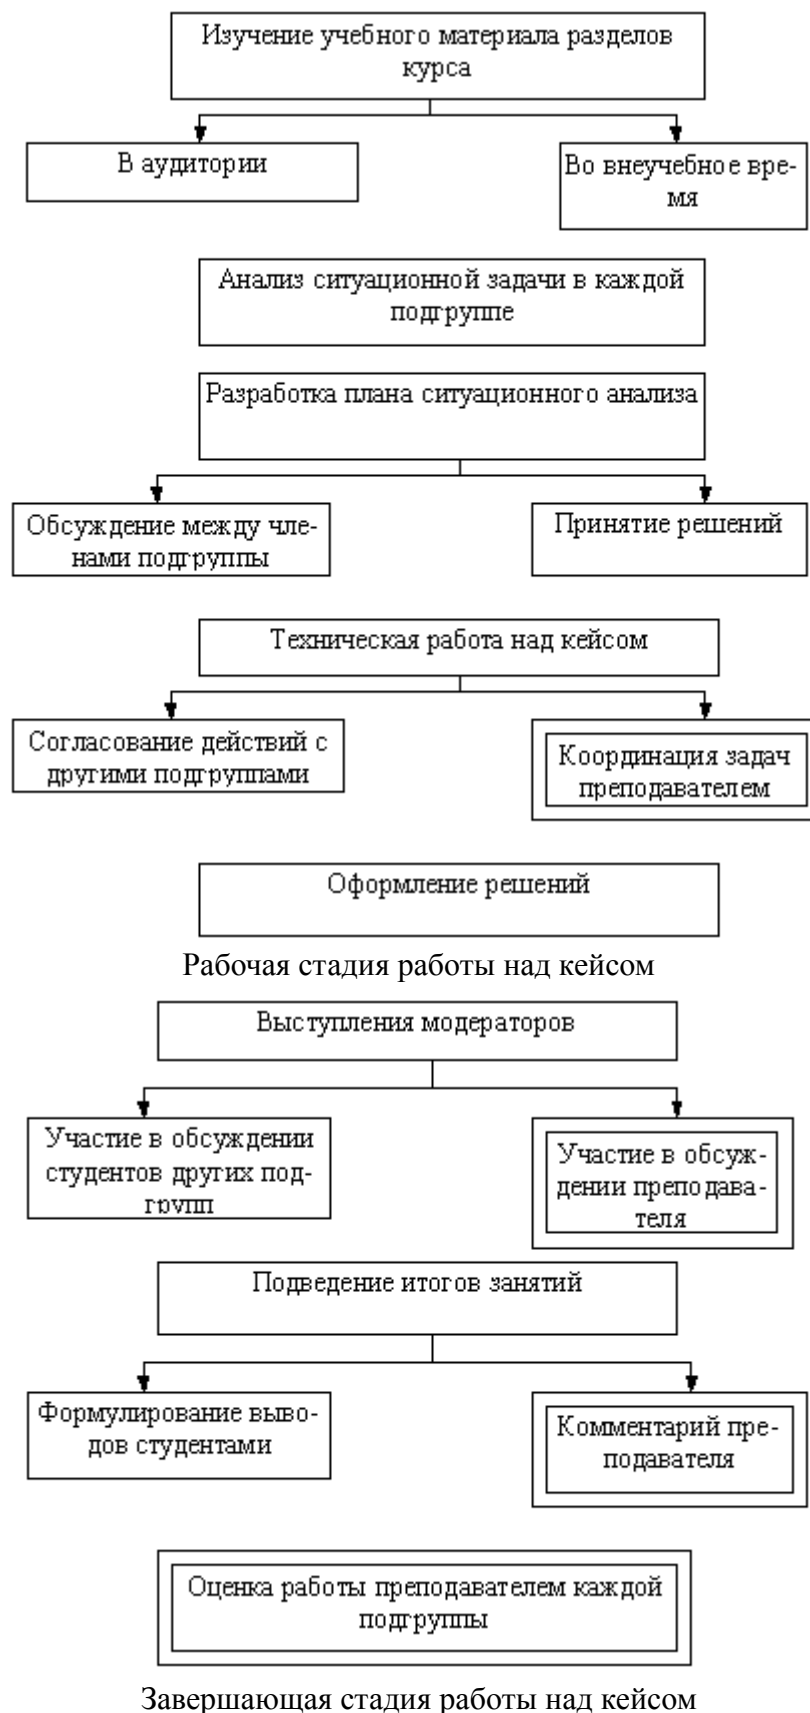 Изучение учебного материала разделов
курса
В аудитории
Во внеучебное вре-
мя
Анализ ситуационной задачи в каждой
подгруппе
Разработка плана ситуационного анализа
Обсуждение между чле-
нами подгруппы
Принятие решений
Техническая работа над кейсом
Согласование действий с
другими подгруппами
Координация задач
преподавателем
Оформление решений
Рабочая стадия работы над кейсом
Выступления модераторов
Участие в обсуждении
студентов других под-
групп
Участие в обсуж-
дении преподава-
теля
Подведение итогов занятий
Формулирование выво-
дов студентами
Комментарий пре-
подавателя
Оценка работы преподавателем каждой
подгруппы
Завершающая стадия работы над кейсом